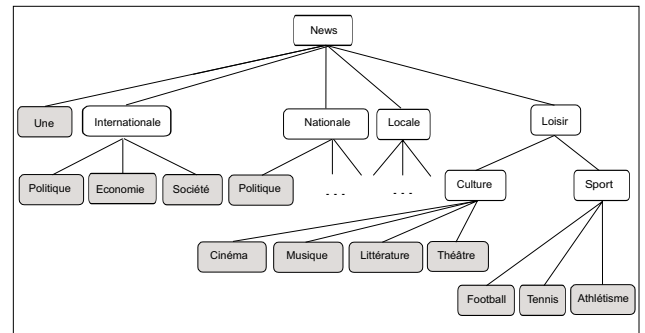 News
Une
Internationale
Nationale
Locale
Loisir
Politique
Economie
Société
Politique
- - -
- - -
Culture
Sport
Cinéma
Musique
Littérature
Théâtre
Football
Tennis
Athlétisme